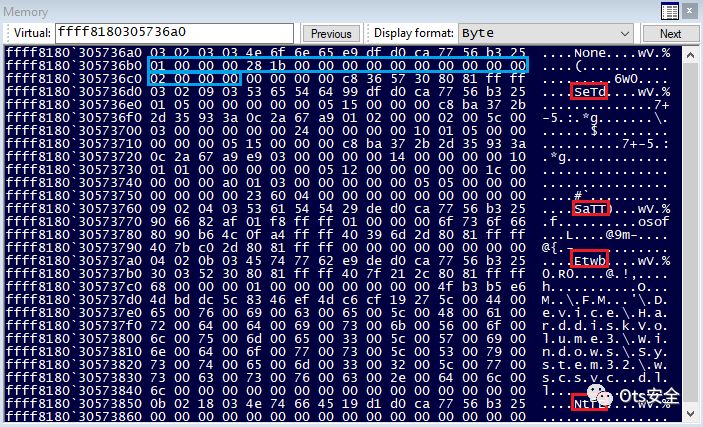 Memory
Virtual: ffff8180305736a0 Previous Display format: Byte Next
ffff8180`305736a0 03 02 03 03 4e 6f 6e 65 e9 df d0 ca 77 56 b3 25 ....None....wV.%
ffff8180`305736b0 01 00 00 00 28 1b 00 00 00 00 00 00 00 00 00 00 ....(...........
ffff8180`305736c0 02 00 00 00 00 00 00 00 c8 36 57 30 80 81 ff ff .........6W0....
ffff8180`305736d0 03 02 09 03 53 65 54 64 99 df d0 ca 77 56 b3 25 ....SeTd....wV.%
ffff8180`305736e0 01 05 00 00 00 00 00 05 15 00 00 00 c8 ba 37 2b ..............7+
ffff8180`305736f0 2d 35 93 3a 0c 2a 67 a9 01 02 00 00 02 00 5c 00 -5.:.*g.......\.
ffff8180`30573700 03 00 00 00 00 00 24 00 00 00 00 10 01 05 00 00 ......$.........
ffff8180`30573710 00 00 00 05 15 00 00 00 c8 ba 37 2b 2d 35 93 3a ..........7+-5.:
ffff8180`30573720 0c 2a 67 a9 e9 03 00 00 00 00 14 00 00 00 00 10 .*g.............
ffff8180`30573730 01 01 00 00 00 00 00 05 12 00 00 00 00 00 1c 00 ................
ffff8180`30573740 00 00 00 a0 01 03 00 00 00 00 00 05 05 00 00 00 ................
ffff8180`30573750 00 00 00 00 23 60 04 00 00 00 00 00 00 00 00 00 ....#`..........
ffff8180`30573760 09 02 04 03 53 61 54 54 29 de d0 ca 77 56 b3 25 ....SaTT)...wV.%
ffff8180`30573770 00 66 82 af 01 f8 ff ff 01 00 00 00 6f 73 6f 66 .f..........osof
ffff8180`30573780 80 90 b6 4c 0f a4 ff ff 40 39 6d 2d 80 81 ff ff ...L....@9m-....
ffff8180`30573790 40 7b c0 2d 80 81 ff ff 00 00 00 00 00 00 00 00 @{.-............
ffff8180`305737a0 04 02 0b 03 45 74 77 62 e9 de d0 ca 77 56 b3 25 ....Etwb....wV.%
ffff8180`305737b0 30 03 52 30 80 81 ff ff 40 7f 21 2c 80 81 ff ff 0.R0....@.!,....
ffff8180`305737c0 68 00 00 00 01 00 00 00 00 00 00 00 4f b3 b5 e6 h...........O...
ffff8180`305737d0 4d bd dc 5c 83 46 ef 4d c6 cf 19 27 5c 00 44 00 M..\.F.M...'\.D.
ffff8180`305737e0 65 00 76 00 69 00 63 00 65 00 5c 00 48 00 61 00 e.v.i.c.e.\.H.a.
ffff8180`305737f0 72 00 64 00 64 00 69 00 73 00 6b 00 56 00 6f 00 r.d.d.i.s.k.V.o.
ffff8180`30573800 6c 00 75 00 6d 00 65 00 33 00 5c 00 57 00 69 00 l.u.m.e.3.\.W.i.
ffff8180`30573810 6e 00 64 00 6f 00 77 00 73 00 5c 00 53 00 79 00 n.d.o.w.s.\.S.y.
ffff8180`30573820 73 00 74 00 65 00 6d 00 33 00 32 00 5c 00 77 00 s.t.e.m.3.2.\.w.
ffff8180`30573830 73 00 63 00 73 00 76 00 63 00 2e 00 64 00 6c 00 s.c.s.v.c...d.l.
ffff8180`30573840 6c 00 00 00 00 00 00 00 00 00 00 00 00 00 00 00 l...............
ffff8180`30573850 0b 02 18 03 4e 74 66 45 19 d1 d0 ca 77 56 b3 25 ....NtfE....wV.%
ffff8180`30573860 00 00 00 00 00 00 00 00 00 00 00 00 00 00 00 00 ................
Ots安全